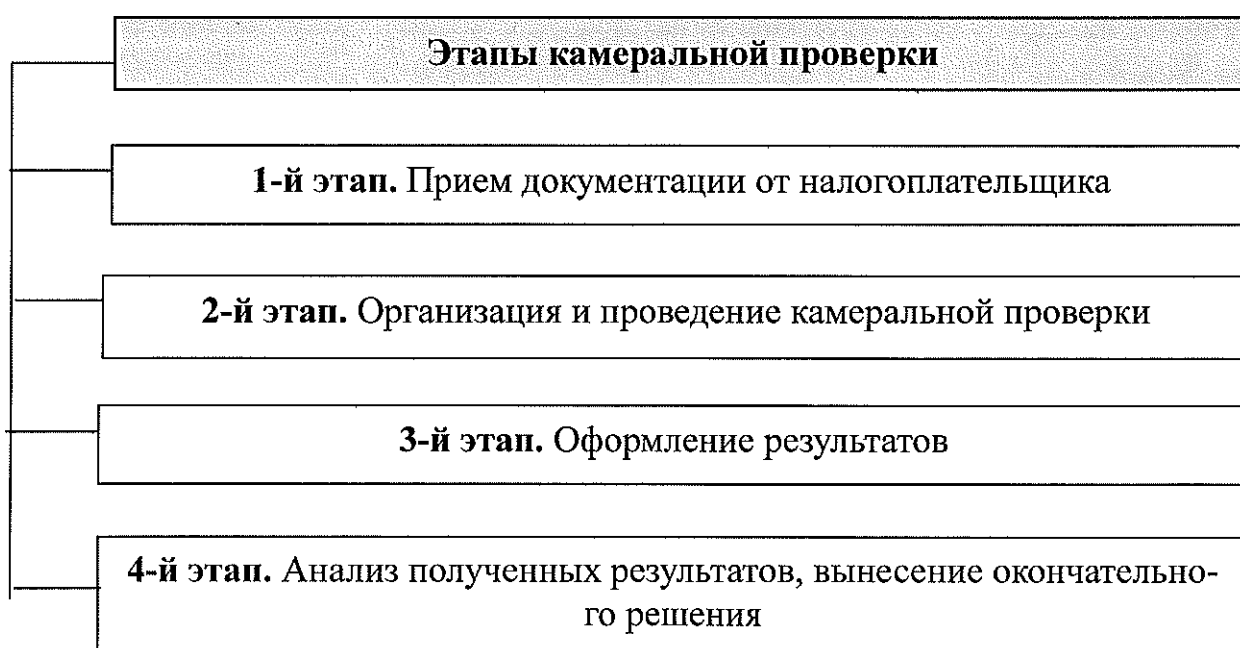 Этапы камеральной проверки
1-й этап. Прием документации от налогоплательщика
2-й этап. Организация и проведение камеральной проверки
3-й этап. Оформление результатов
4-й этап. Анализ полученных результатов, вынесение окончательно-
го решения